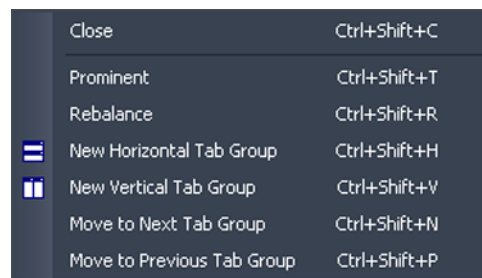 Close Ctrl+Shift+C
Prominent Ctrl+Shift+T
Rebalance Ctrl+Shift+R
New Horizontal Tab Group Ctrl+Shift+H
New Vertical Tab Group Ctrl+Shift+V
Move to Next Tab Group Ctrl+Shift+N
Move to Previous Tab Group Ctrl+Shift+P